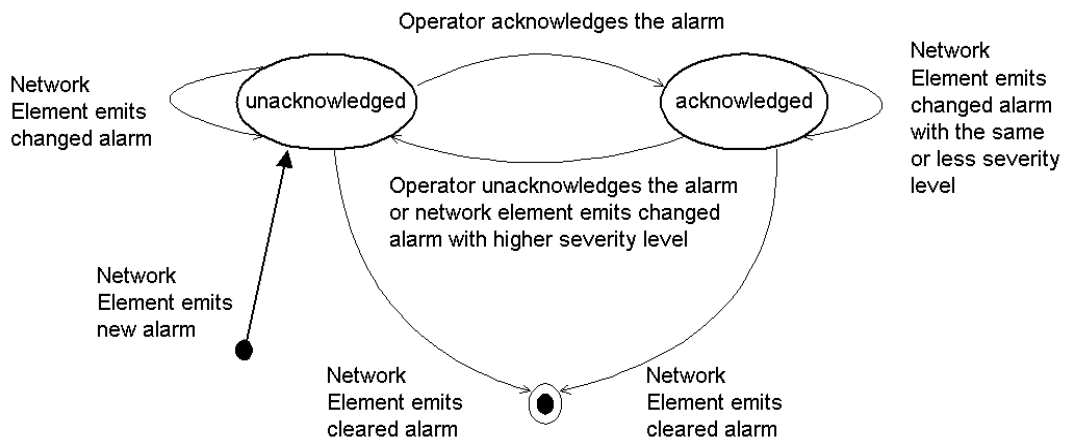 Operator acknowledges the alarm
Network
Element emits
changed alarm
unacknowledged
acknowledged
Network
Element emits
changed alarm
with the same
or less severity
level
Operator unacknowledges the alarm
or network element emits changed
alarm with higher severity level
Network
Element emits
new alarm
Network
Element emits
cleared alarm
Network
Element emits
cleared alarm